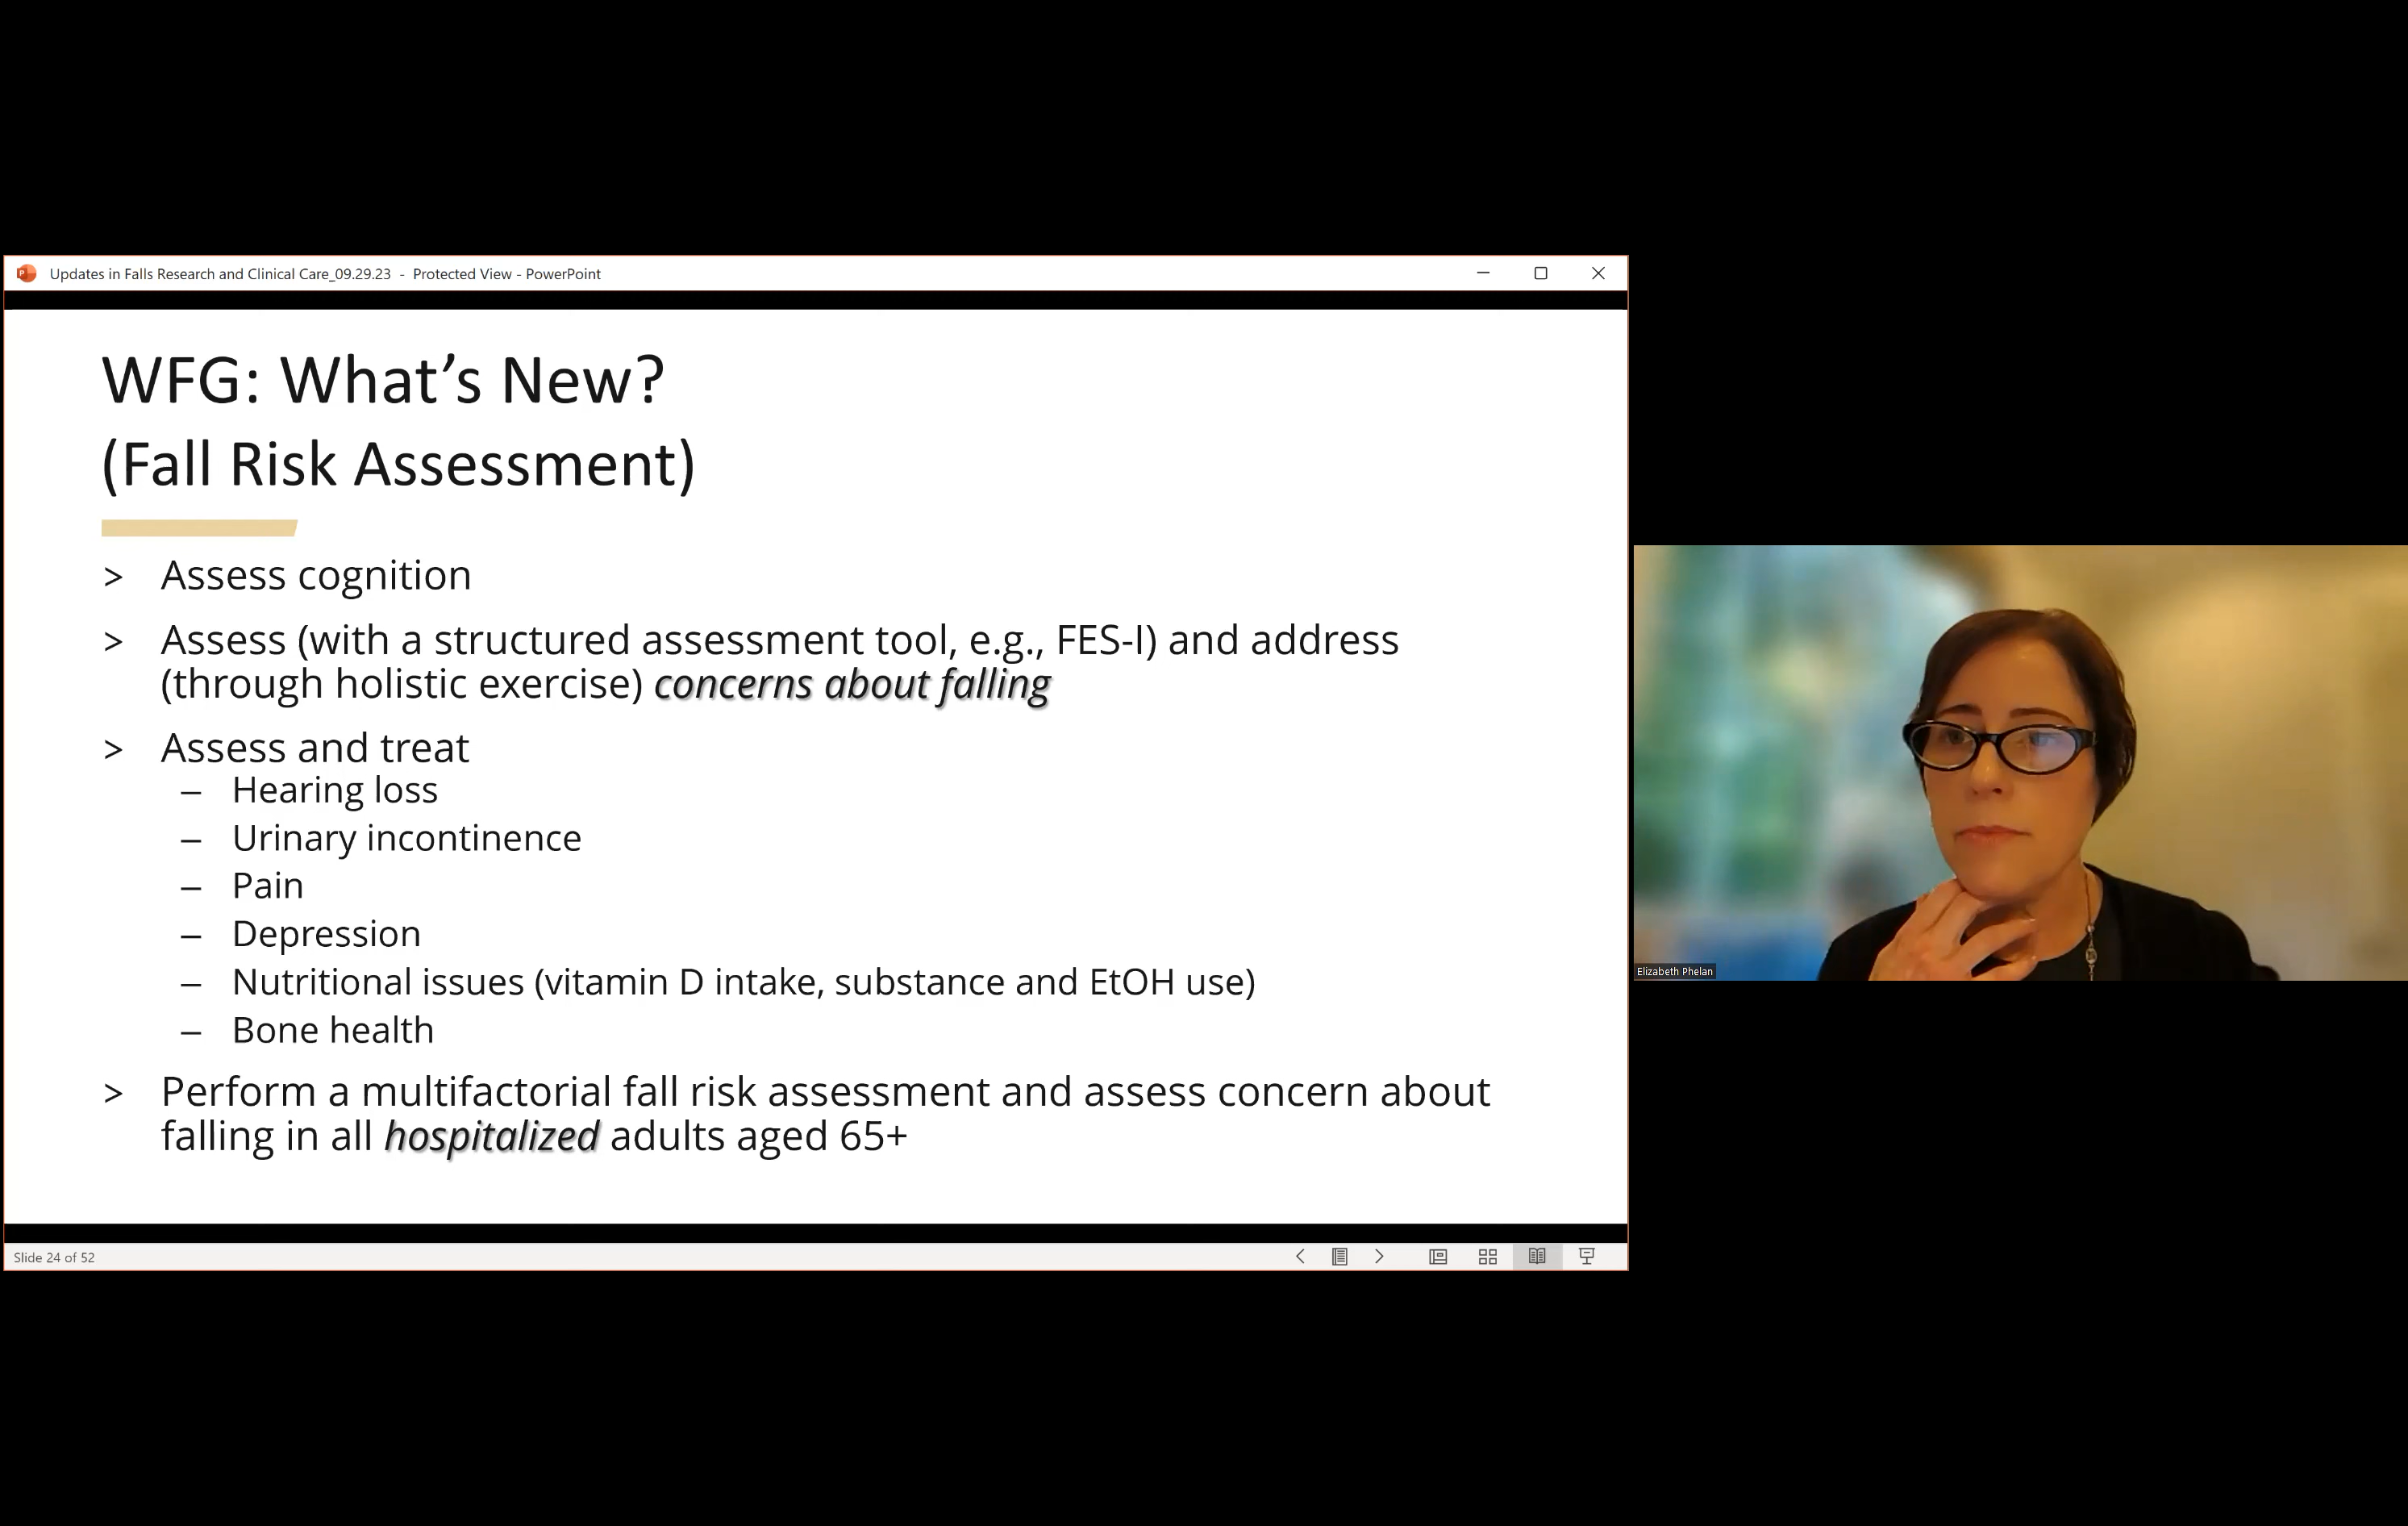 Updates in Falls Research and Clinical Care_09.29.23 - Protected View - PowerPoint
WFG: What’s New?
(Fall Risk Assessment)
> Assess cognition
> Assess (with a structured assessment tool, e.g., FES-I) and address
(through holistic exercise) concerns about falling
> Assess and treat
– Hearing loss
– Urinary incontinence
– Pain
– Depression
– Nutritional issues (vitamin D intake, substance and EtOH use)
– Bone health
> Perform a multifactorial fall risk assessment and assess concern about
falling in all hospitalized adults aged 65+
Slide 24 of 52
Elizabeth Phelan